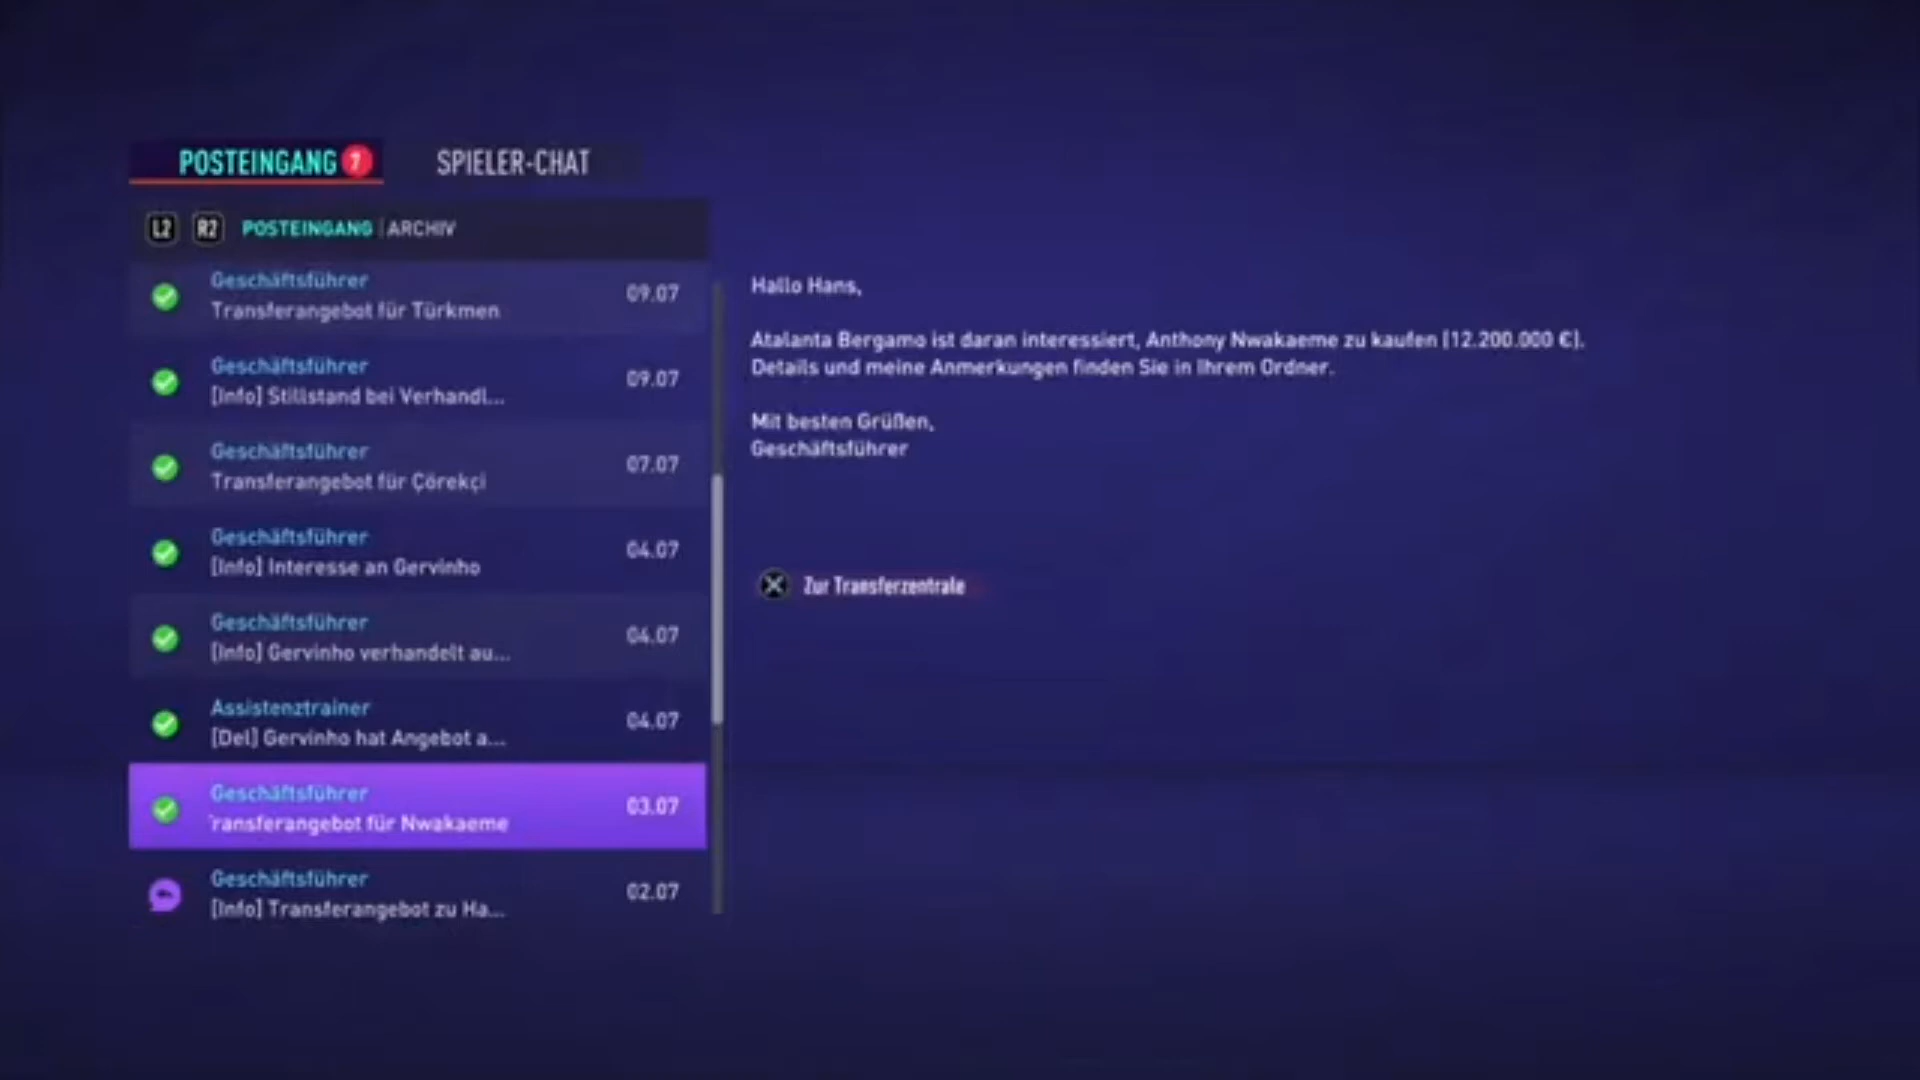 POSTEINGANG 7 SPIELER-CHAT
L2 R2 POSTEINGANG | ARCHIV
Geschäftsführer
Transferangebot für Türkmen
09.07
Geschäftsführer
[Info] Stillstand bei Verhandl...
09.07
Geschäftsführer
Transferangebot für Çörekçi
07.07
Geschäftsführer
[Info] Interesse an Gervinho
04.07
Geschäftsführer
[Info] Gervinho verhandelt au...
04.07
Assistenztrainer
[Del] Gervinho hat Angebot a...
04.07
Geschäftsführer
ransferangebot für Nwakaeme
03.07
Geschäftsführer
[Info] Transferangebot zu Ha...
02.07
Hallo Hans,
Atalanta Bergamo ist daran interessiert, Anthony Nwakaeme zu kaufen (12.200.000 €).
Details und meine Anmerkungen finden Sie in Ihrem Ordner.
Mit besten Grüßen,
Geschäftsführer
Zur Transferzentrale